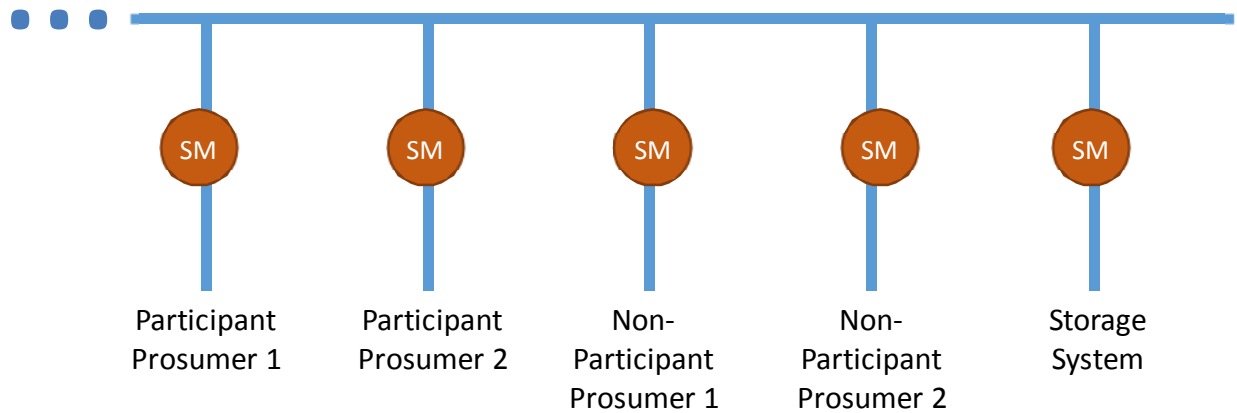 SM
SM
SM
SM
SM
Participant
Prosumer 1
Participant
Prosumer 2
Non-
Participant
Prosumer 1
Non-
Participant
Prosumer 2
Storage
System